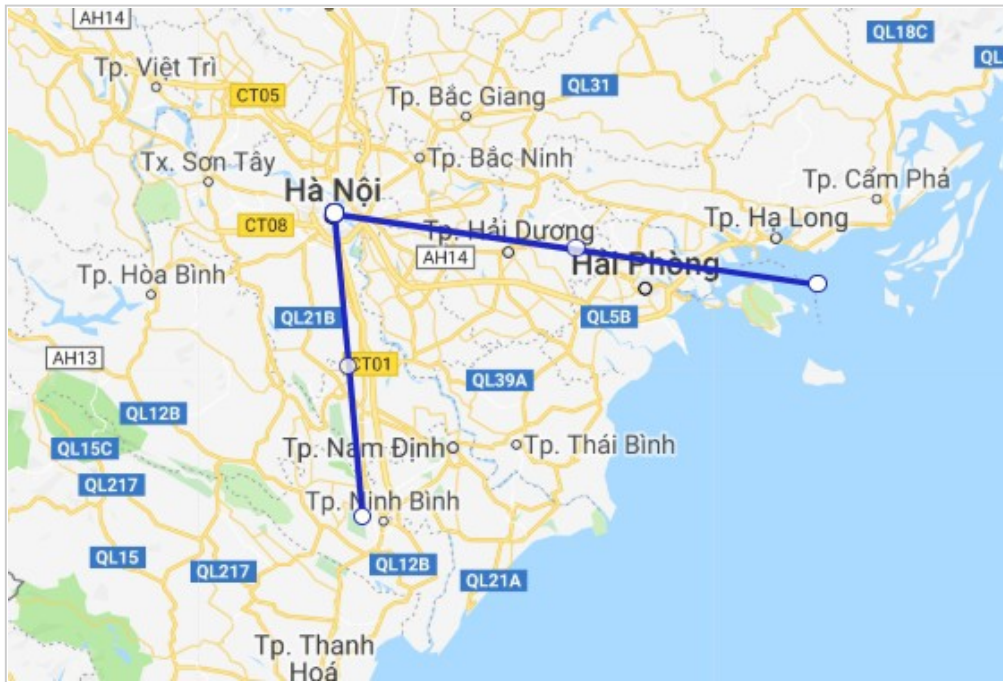 AH14
QL18C
QL
Tp. Việt Trì
CT05
Tp. Bắc Giang
QL31
Tx. Sơn Tây
Tp. Bắc Ninh
Hà Nội
Tp. Cẩm Phả
CT08
Tp. Hải Dương
Tp. Hạ Long
AH14
Hải Phòng
Tp. Hòa Bình
QL21B
QL5B
AH13
CT01
QL39A
QL12B
QL15C
Tp. Nam Định
Tp. Thái Bình
QL217
Tp. Ninh Bình
QL15
QL217
QL12B
QL21A
Tp. Thanh
Hoá